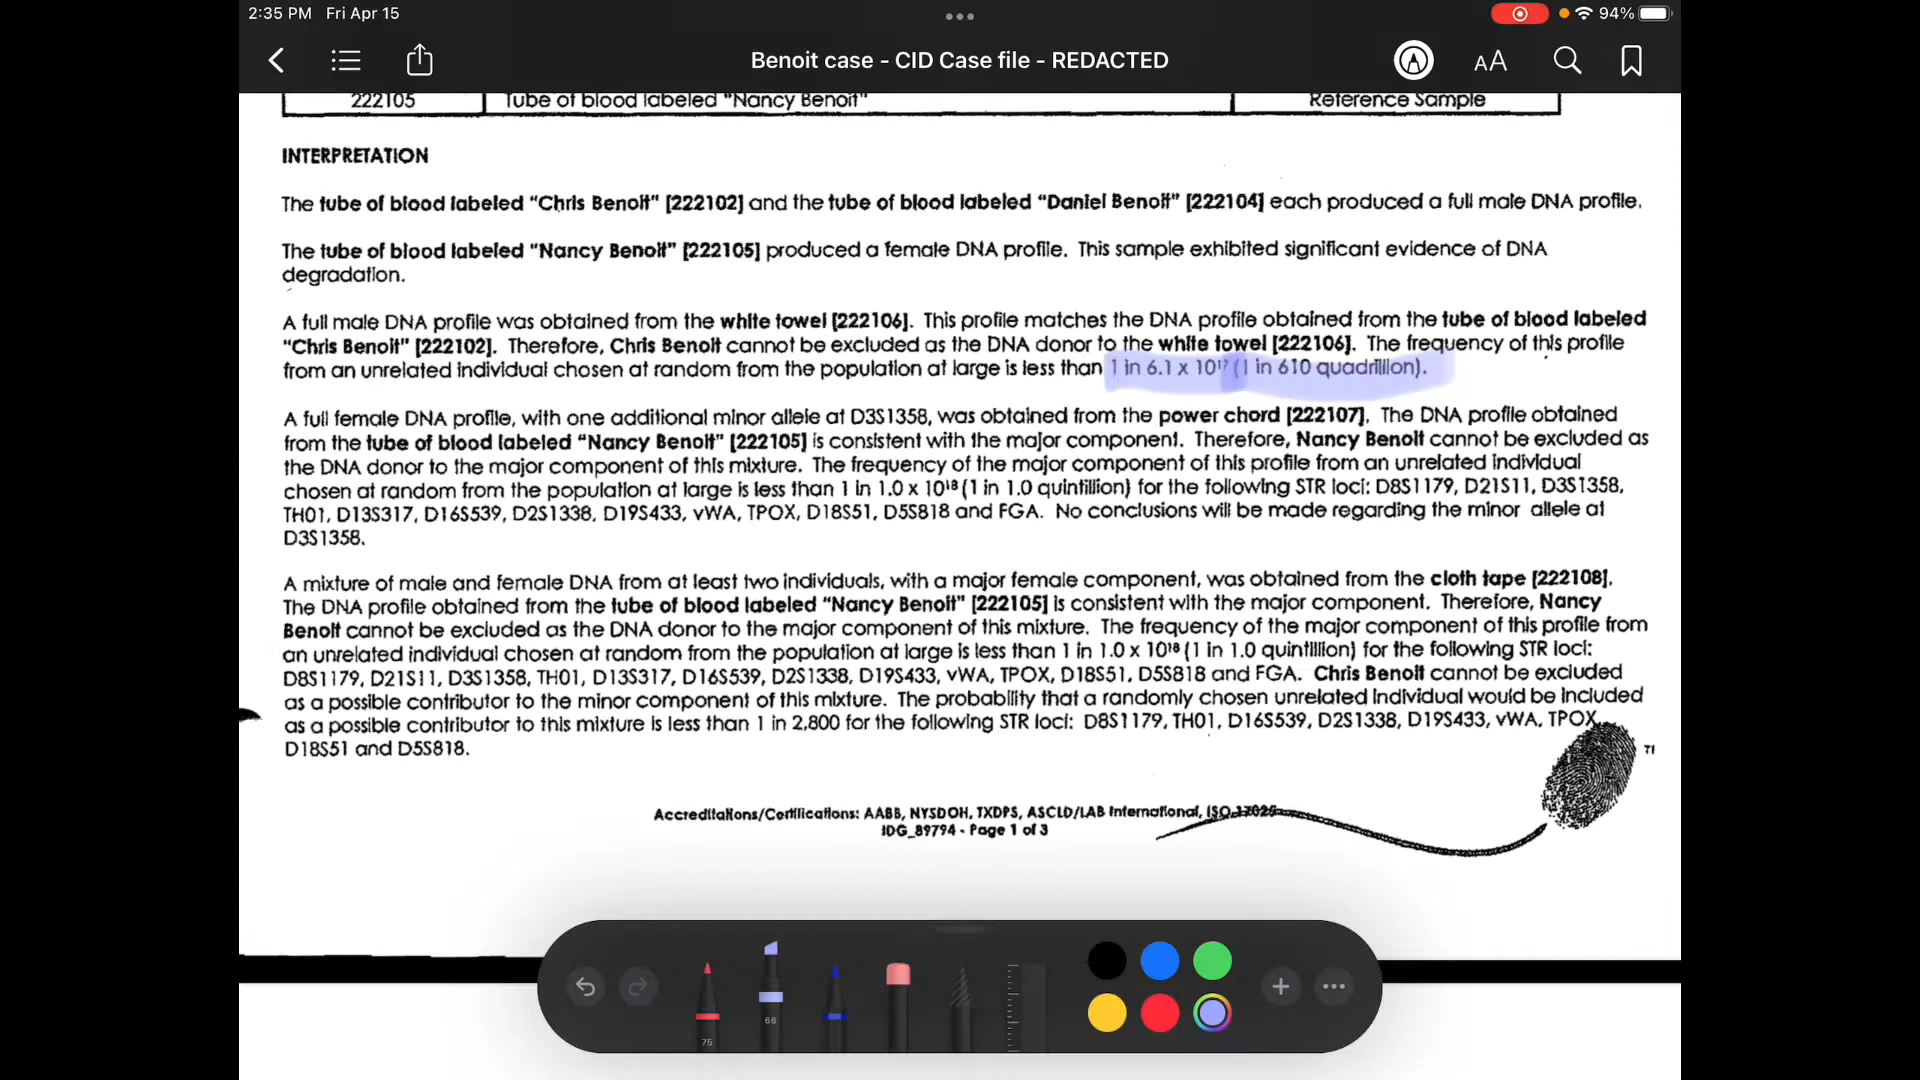 2:35 PM Fri Apr 15
94%
Benoit case - CID Case file - REDACTED
AA
222105 Tube of blood labeled "Nancy Benoit" Reference Sample
INTERPRETATION
The tube of blood labeled "Chris Benoit" [222102] and the tube of blood labeled "Daniel Benoit" [222104] each produced a full male DNA profile.
The tube of blood labeled "Nancy Benoit" [222105] produced a female DNA profile. This sample exhibited significant evidence of DNA
degradation.
A full male DNA profile was obtained from the white towel [222106]. This profile matches the DNA profile obtained from the tube of blood labeled
"Chris Benoit" [222102]. Therefore, Chris Benoit cannot be excluded as the DNA donor to the white towel [222106]. The frequency of this profile
from an unrelated individual chosen at random from the population at large is less than 1 in 6.1 x 10¹⁷ (1 in 610 quadrillion).
A full female DNA profile, with one additional minor allele at D3S1358, was obtained from the power chord [222107]. The DNA profile obtained
from the tube of blood labeled "Nancy Benoit" [222105] is consistent with the major component. Therefore, Nancy Benoit cannot be excluded as
the DNA donor to the major component of this mixture. The frequency of the major component of this profile from an unrelated individual
chosen at random from the population at large is less than 1 in 1.0 x 10¹⁸ (1 in 1.0 quintillion) for the following STR loci: D8S1179, D21S11, D3S1358,
TH01, D13S317, D16S539, D2S1338, D19S433, vWA, TPOX, D18S51, D5S818 and FGA. No conclusions will be made regarding the minor allele at
D3S1358.
A mixture of male and female DNA from at least two individuals, with a major female component, was obtained from the cloth tape [222108].
The DNA profile obtained from the tube of blood labeled "Nancy Benoit" [222105] is consistent with the major component. Therefore, Nancy
Benoit cannot be excluded as the DNA donor to the major component of this mixture. The frequency of the major component of this profile from
an unrelated individual chosen at random from the population at large is less than 1 in 1.0 x 10¹⁸ (1 in 1.0 quintillion) for the following STR loci:
D8S1179, D21S11, D3S1358, TH01, D13S317, D16S539, D2S1338, D19S433, vWA, TPOX, D18S51, D5S818 and FGA. Chris Benoit cannot be excluded
as a possible contributor to the minor component of this mixture. The probability that a randomly chosen unrelated individual would be included
as a possible contributor to this mixture is less than 1 in 2,800 for the following STR loci: D8S1179, TH01, D16S539, D2S1338, D19S433, vWA, TPOX,
D18S51 and D5S818.
Accreditations/Certifications: AABB, NYSDOH, TXDPS, ASCLD/LAB International, ISO 17025
IDG_89794 - Page 1 of 3
66
75